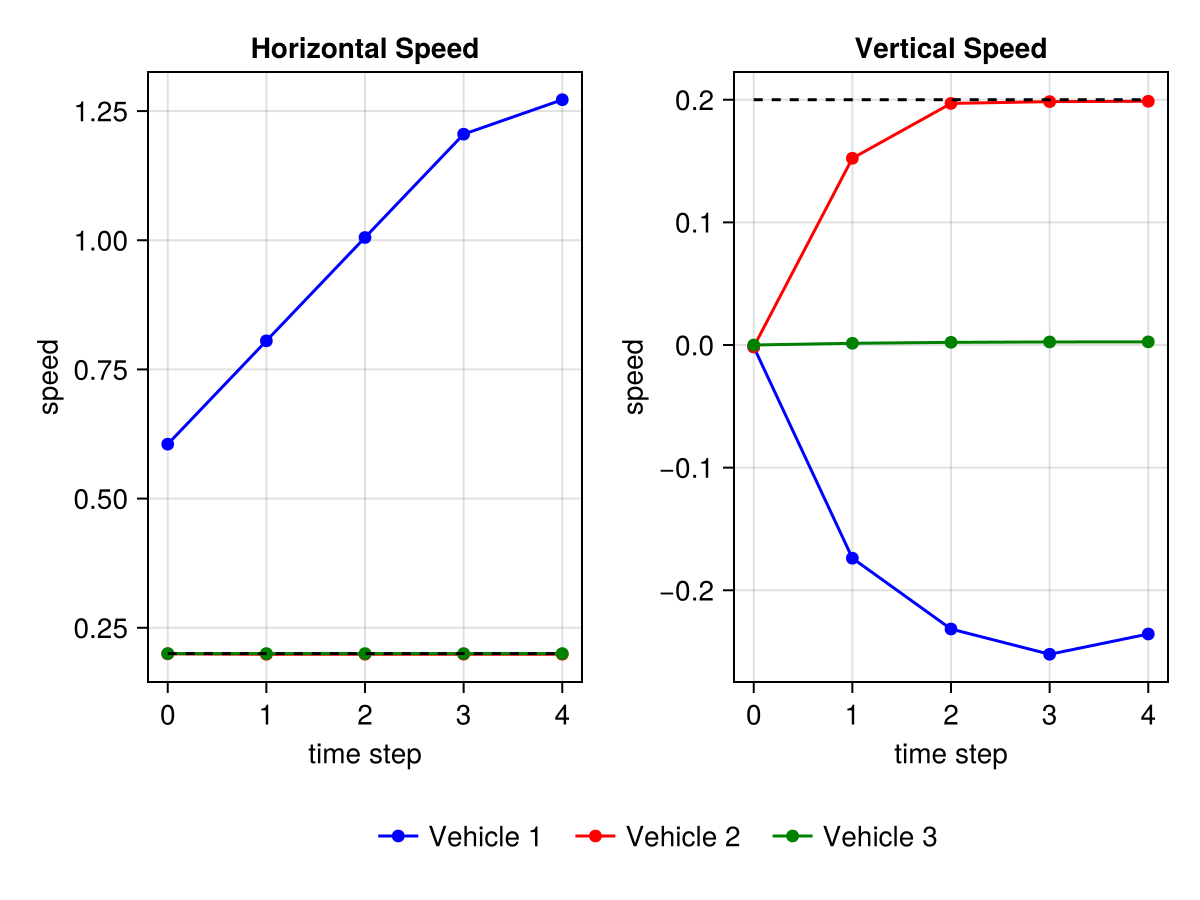 Horizontal Speed
1.25
1.00
0.75
0.50
0.25
speed
0 1 2 3 4
time step
Vertical Speed
0.2
0.1
0.0
−0.1
−0.2
speed
0 1 2 3 4
time step
Vehicle 1 Vehicle 2 Vehicle 3